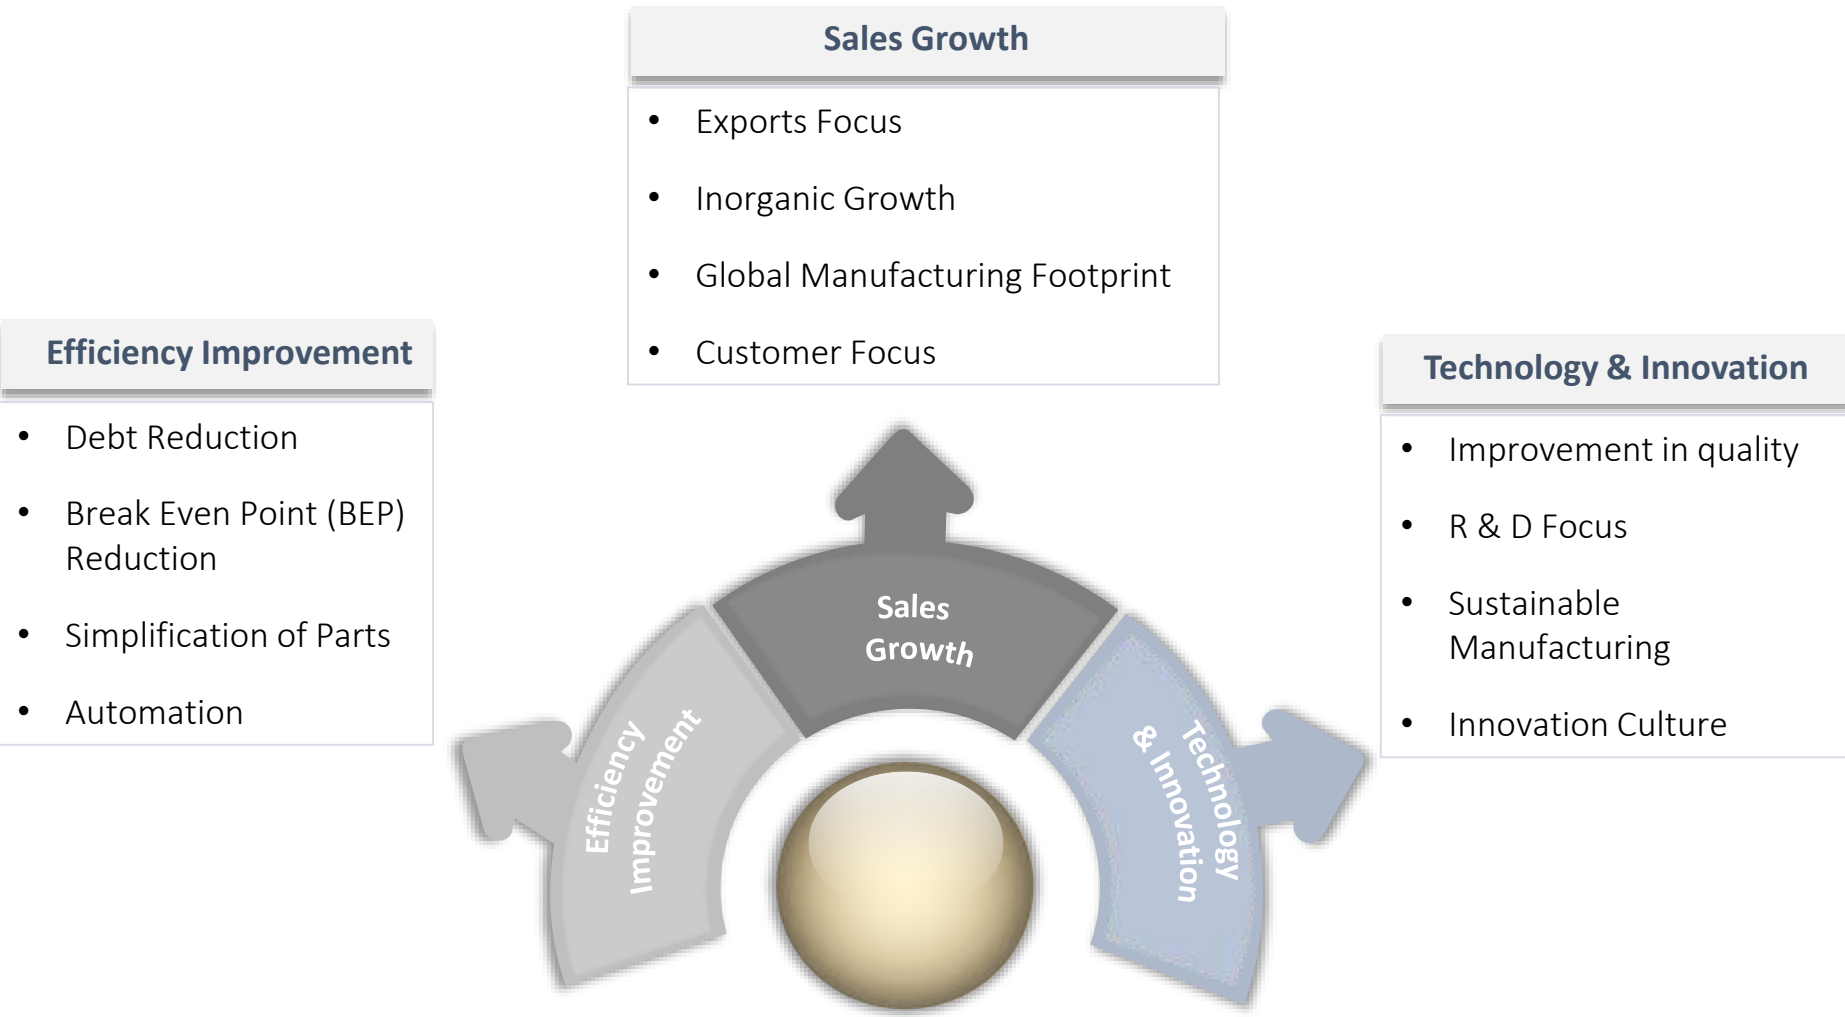 Sales Growth
• Exports Focus
• Inorganic Growth
• Global Manufacturing Footprint
• Customer Focus
Efficiency Improvement
• Debt Reduction
• Break Even Point (BEP)
Reduction
• Simplification of Parts
• Automation
Technology & Innovation
• Improvement in quality
• R & D Focus
• Sustainable
Manufacturing
• Innovation Culture
Efficiency
Improvement
Sales
Growth
Technology
& Innovation